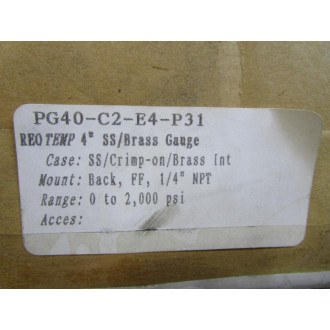 PG40-C2-E4-P31
REOTEMP 4" SS/Brass Gauge
Case: SS/Crimp-on/Brass Int
Mount: Back, FF, 1/4" NPT
Range: 0 to 2,000 psi
Acces: